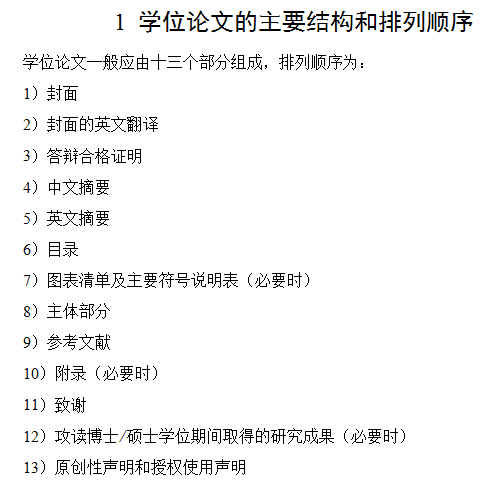 1 学位论文的主要结构和排列顺序
学位论文一般应由十三个部分组成，排列顺序为：
1）封面
2）封面的英文翻译
3）答辩合格证明
4）中文摘要
5）英文摘要
6）目录
7）图表清单及主要符号说明表（必要时）
8）主体部分
9）参考文献
10）附录（必要时）
11）致谢
12）攻读博士/硕士学位期间取得的研究成果（必要时）
13）原创性声明和授权使用声明